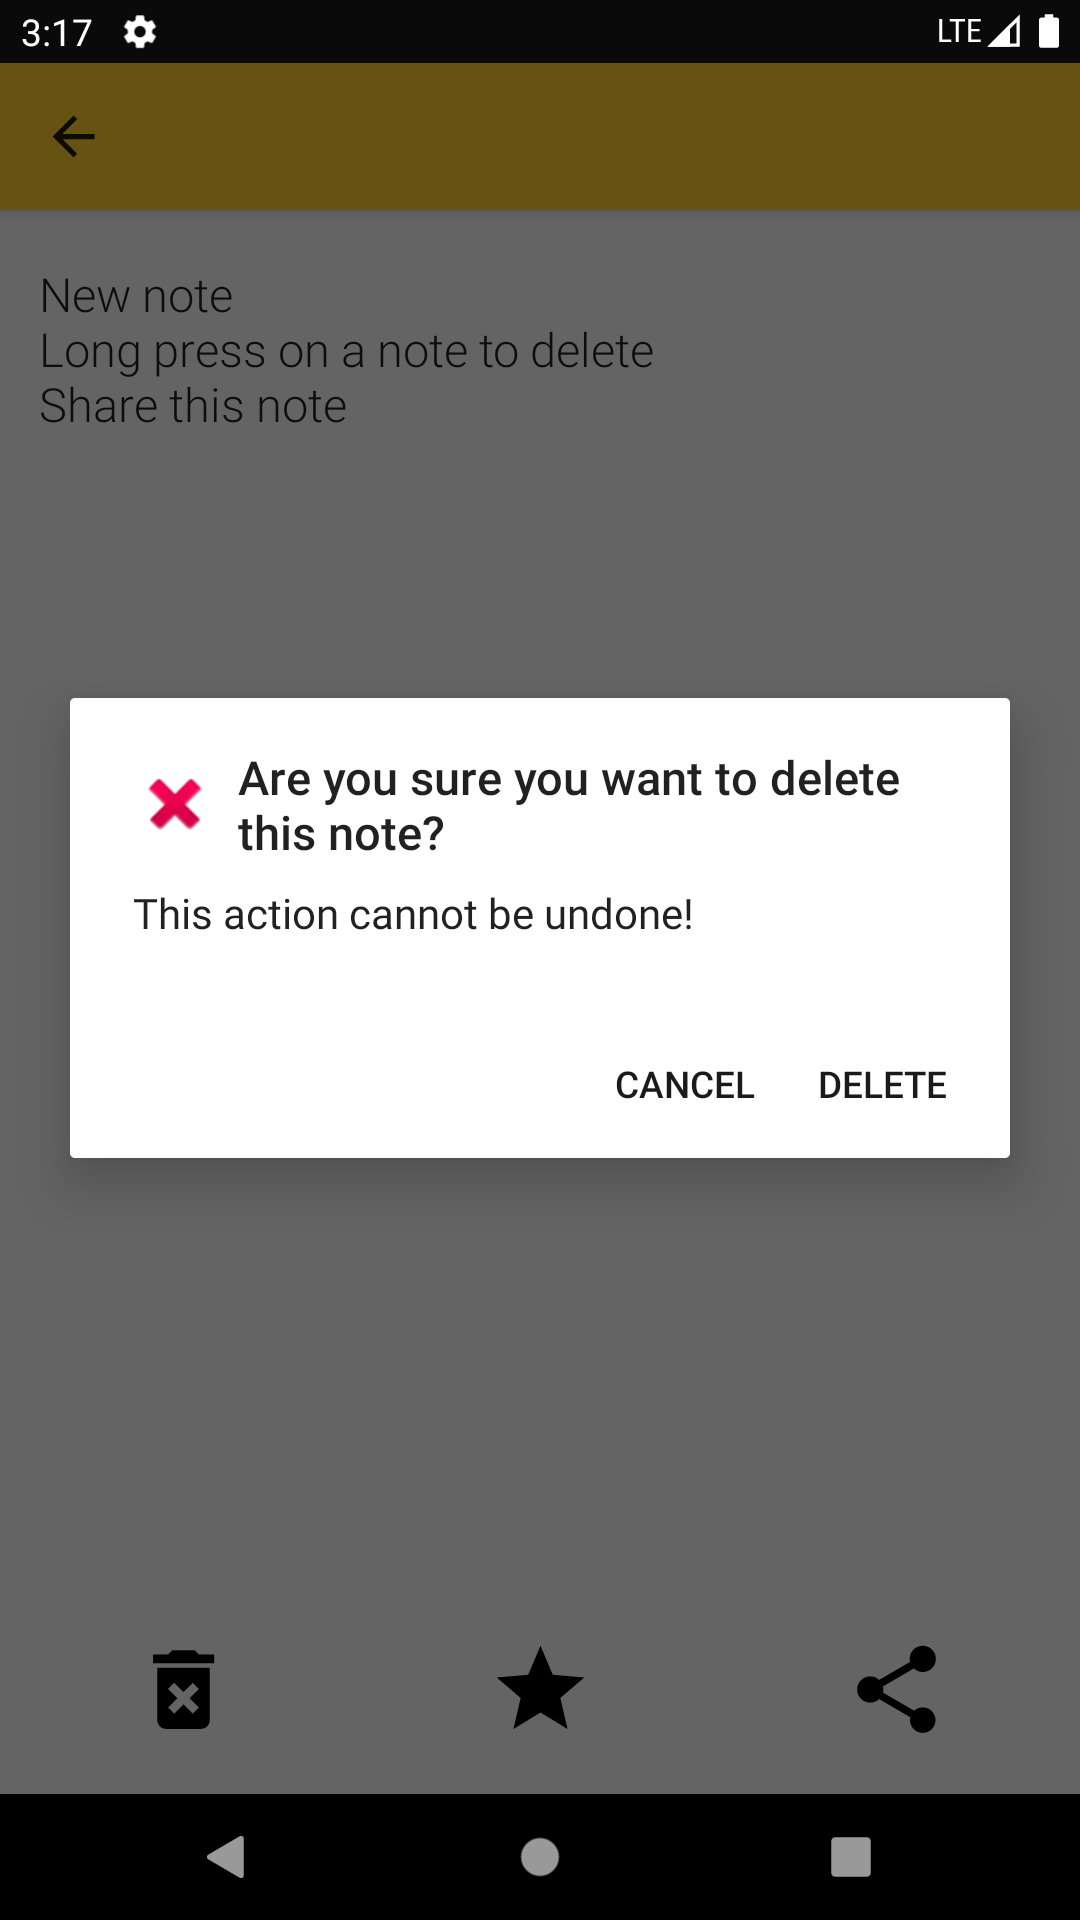 3:17 LTE
New note
Long press on a note to delete
Share this note
Are you sure you want to delete
this note?
This action cannot be undone!
CANCEL DELETE